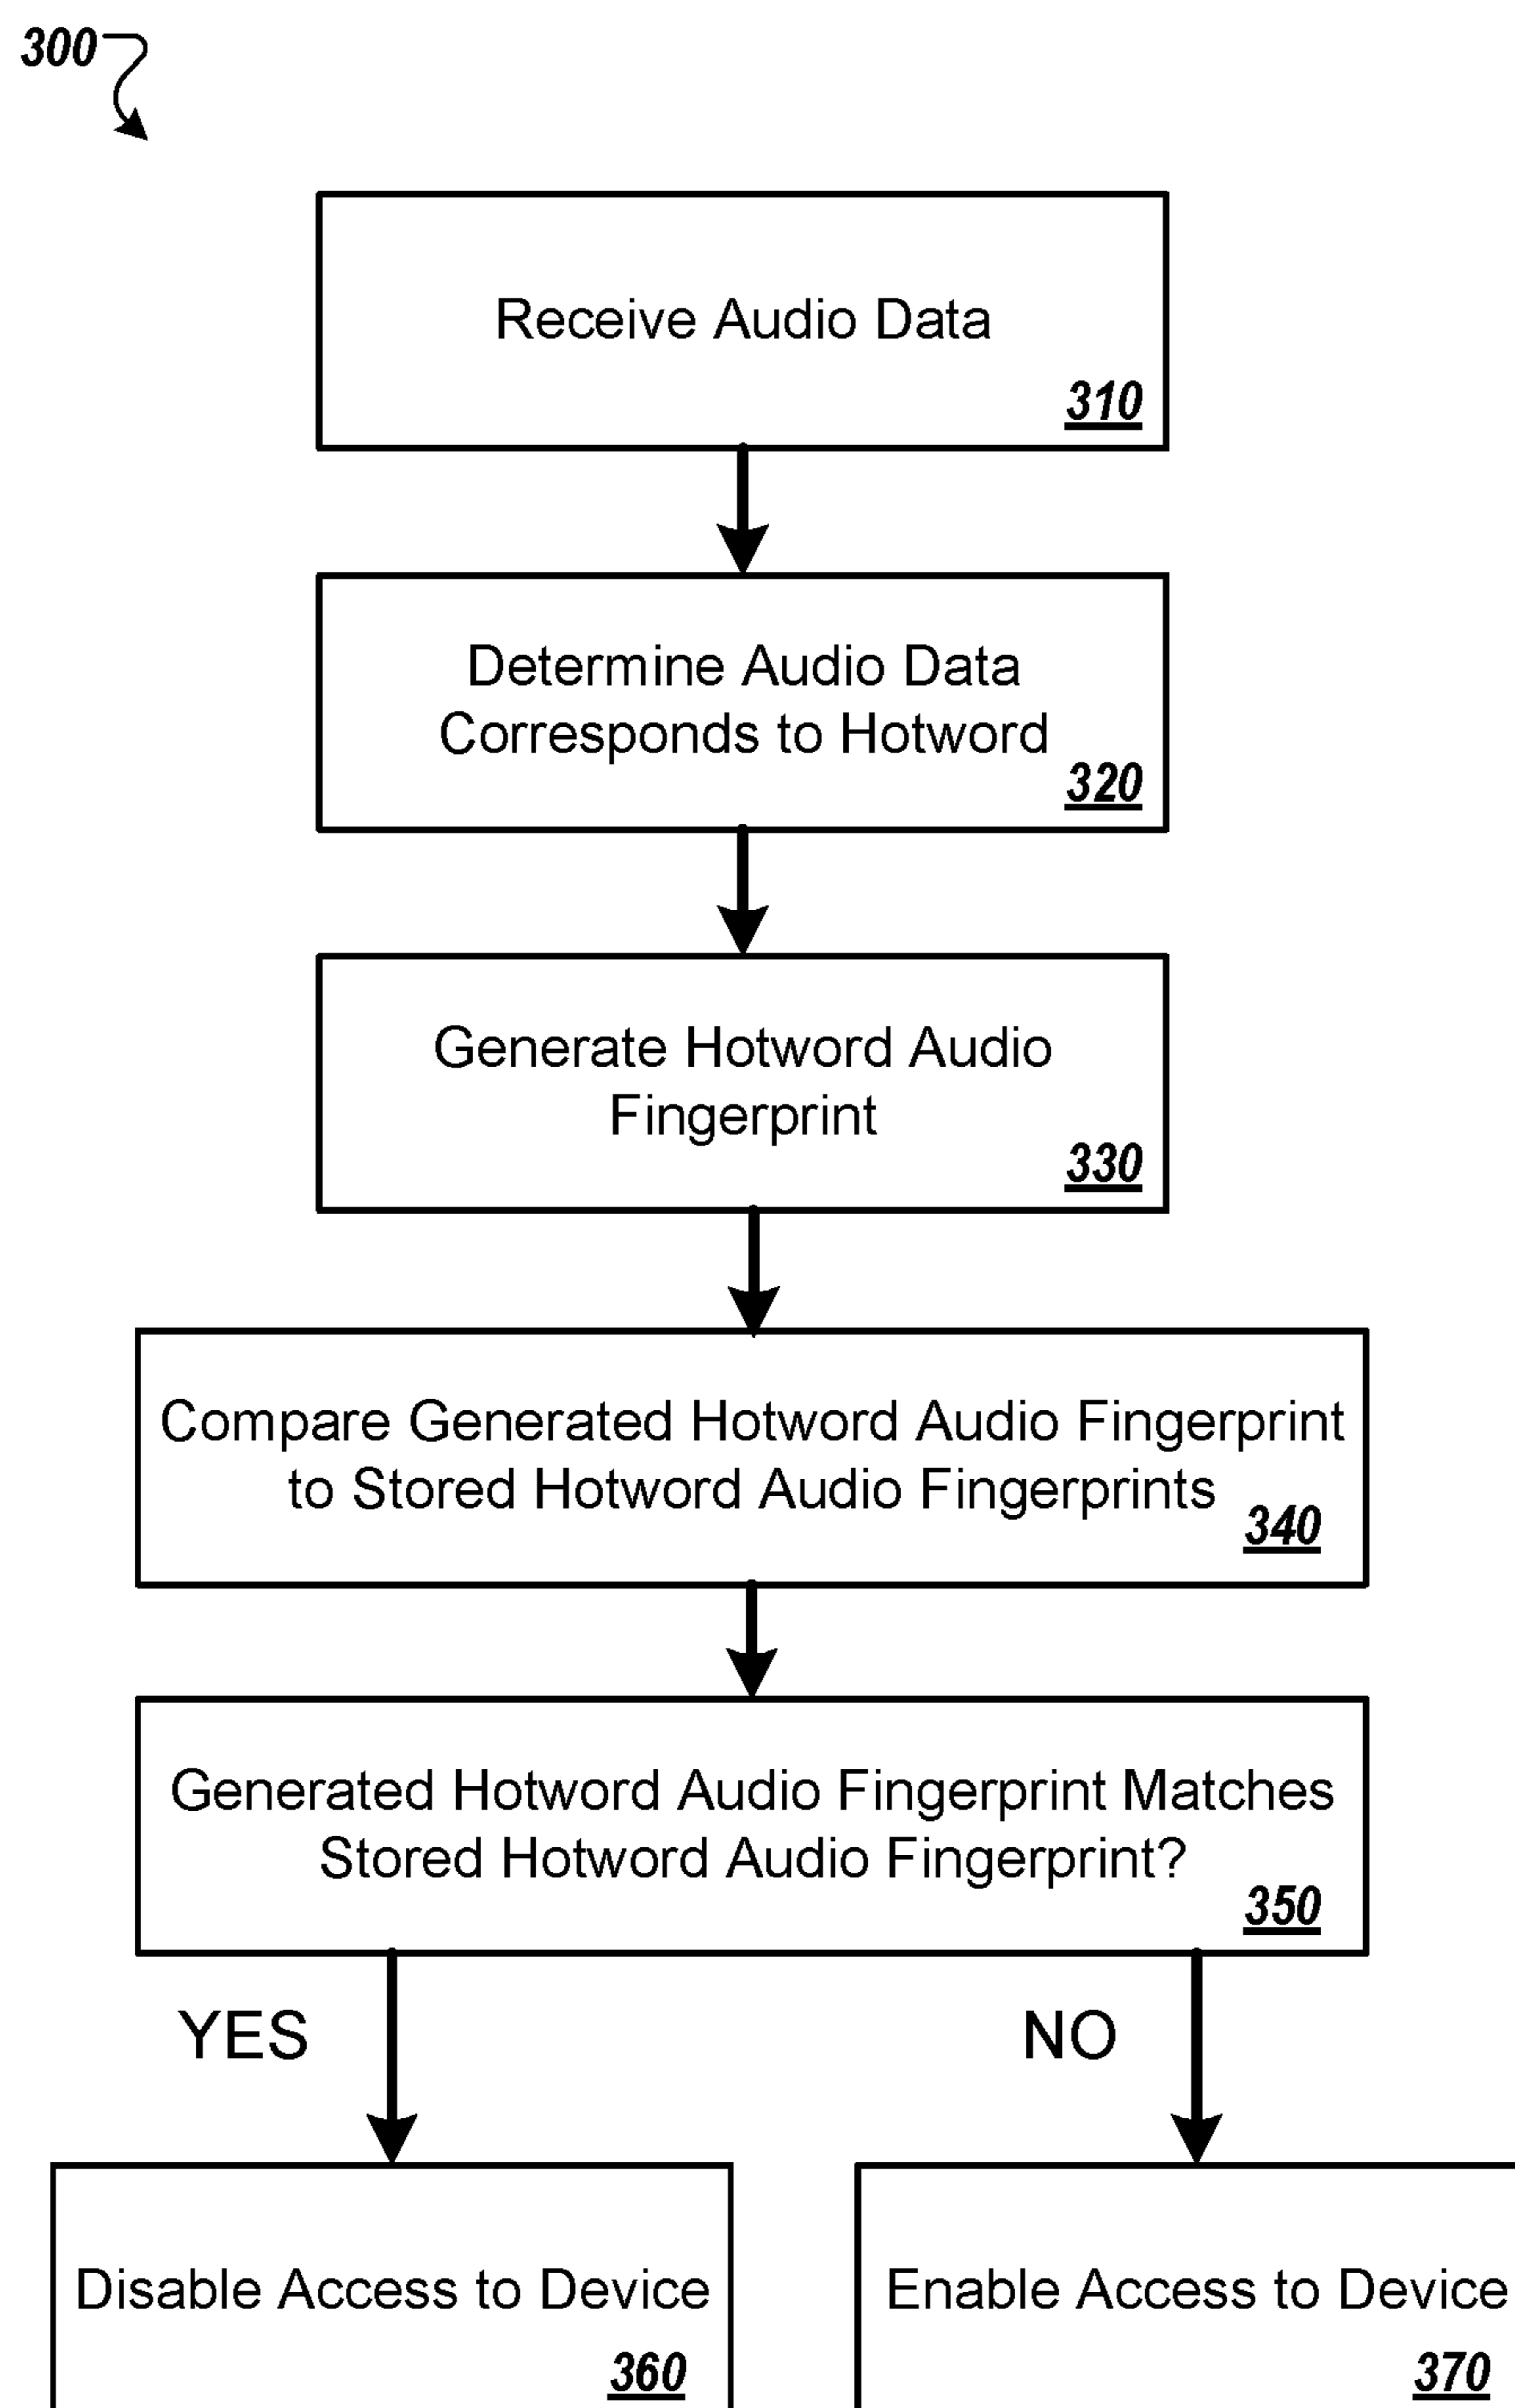 300
Receive Audio Data
310
Determine Audio Data
Corresponds to Hotword
320
Generate Hotword Audio
Fingerprint
330
Compare Generated Hotword Audio Fingerprint
to Stored Hotword Audio Fingerprints
340
Generated Hotword Audio Fingerprint Matches
Stored Hotword Audio Fingerprint?
350
YES
NO
Disable Access to Device
360
Enable Access to Device
370